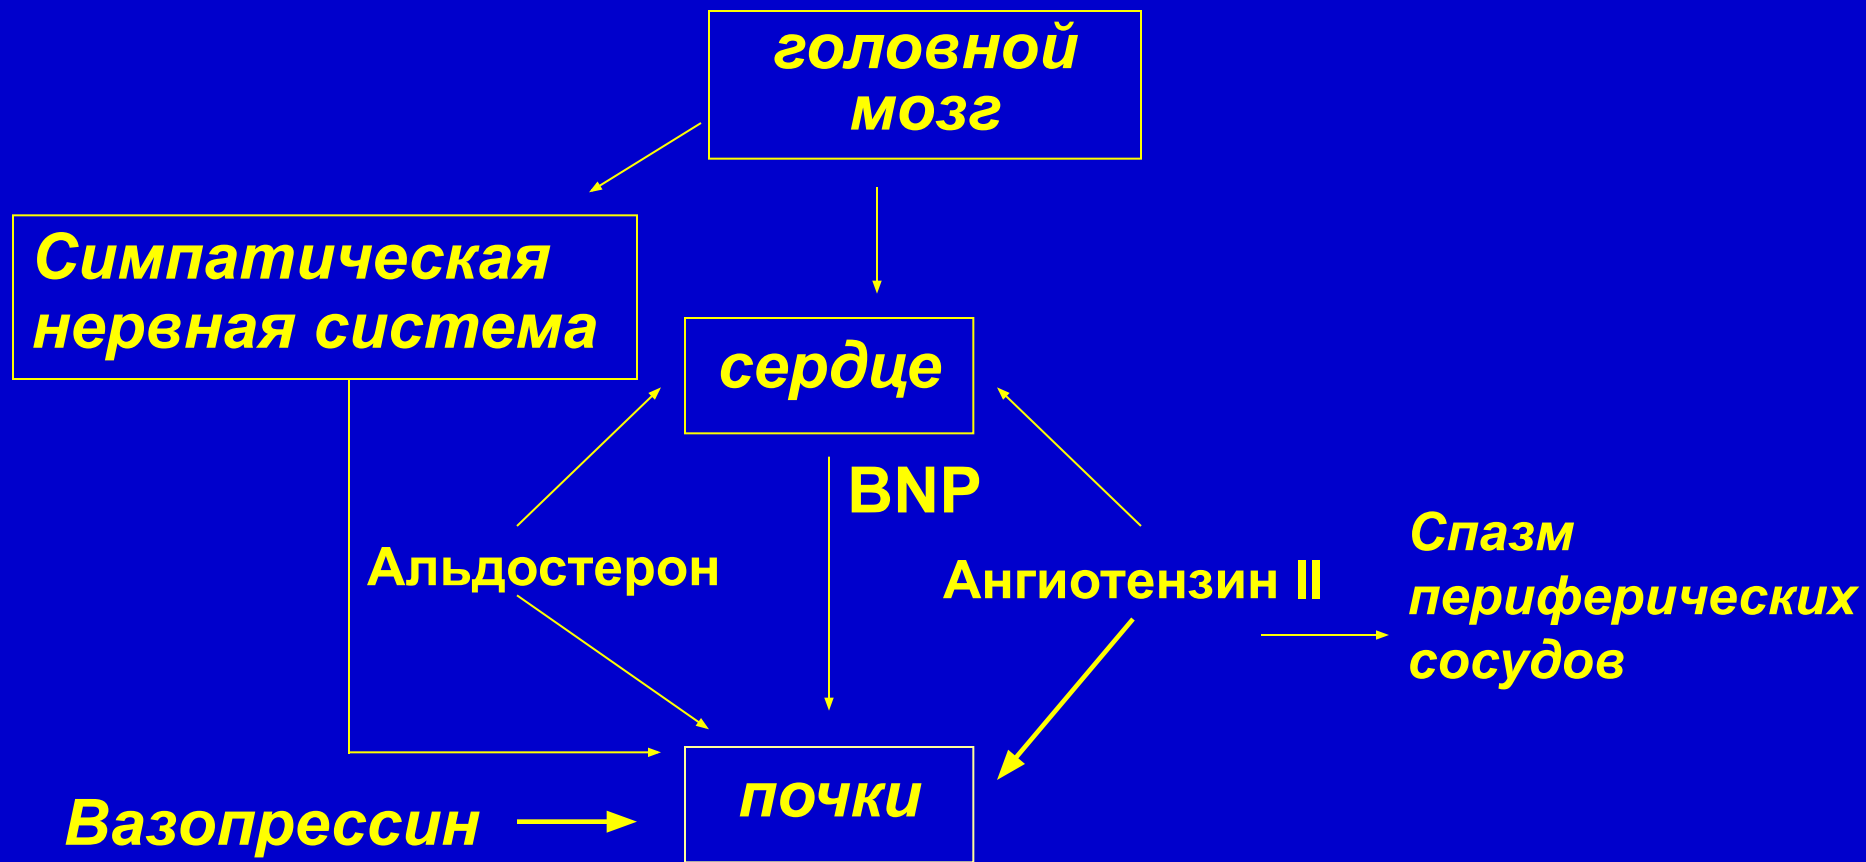 головной
мозг
Симпатическая
нервная система
сердце
BNP
Альдостерон
Ангиотензин II
Спазм
периферических
сосудов
почки
Вазопрессин